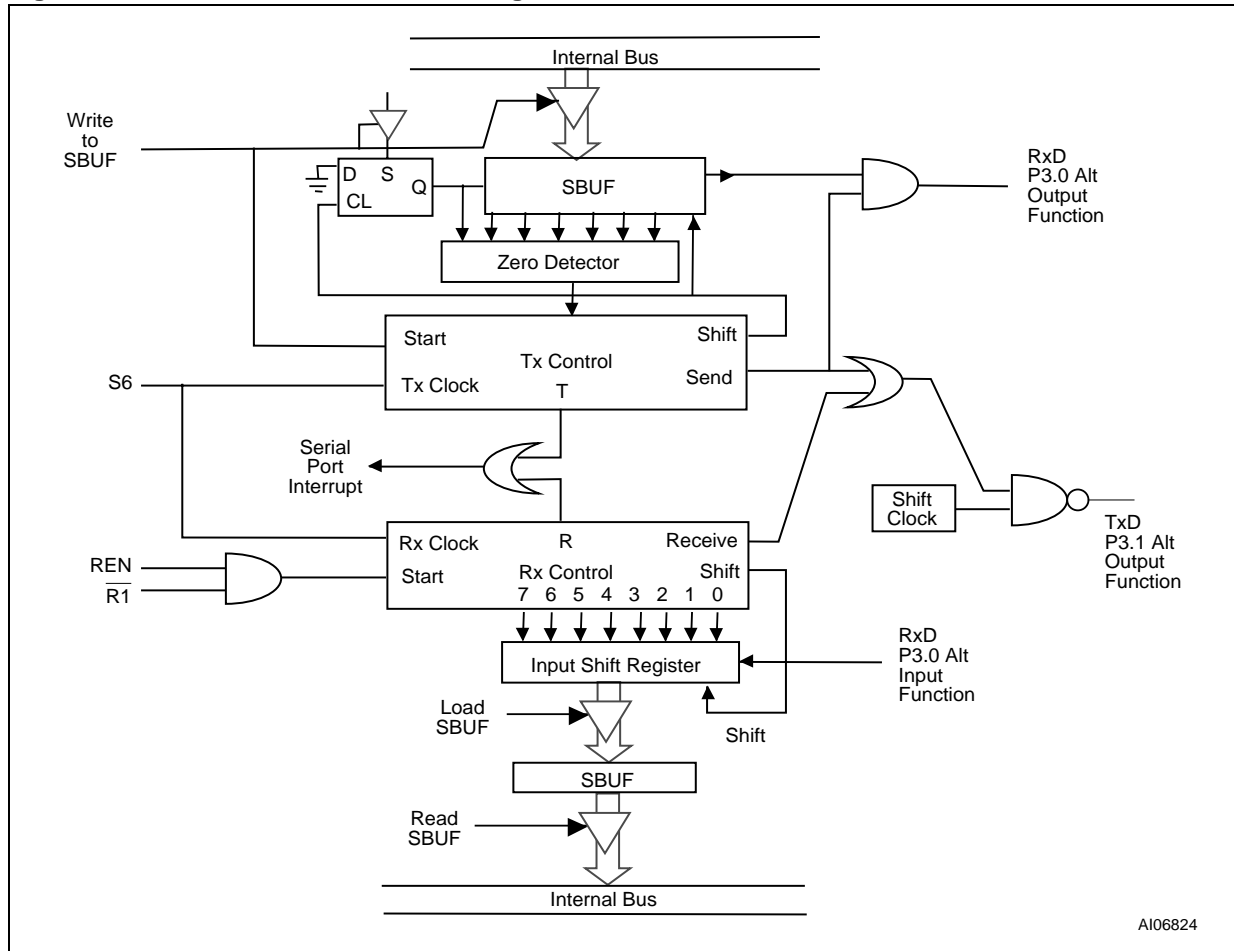 Internal Bus
Write
to
SBUF
D S
Q
CL
SBUF
RxD
P3.0 Alt
Output
Function
Zero Detector
Start
Shift
Tx Control
S6
Tx Clock
Send
T
Serial
Port
Interrupt
Shift
Clock
TxD
P3.1 Alt
Output
Function
Rx Clock
R
Receive
REN
R1
Start
Shift
Rx Control
7 6 5 4 3 2 1 0
Input Shift Register
RxD
P3.0 Alt
Input
Function
Load
SBUF
Shift
SBUF
Read
SBUF
Internal Bus
AI06824